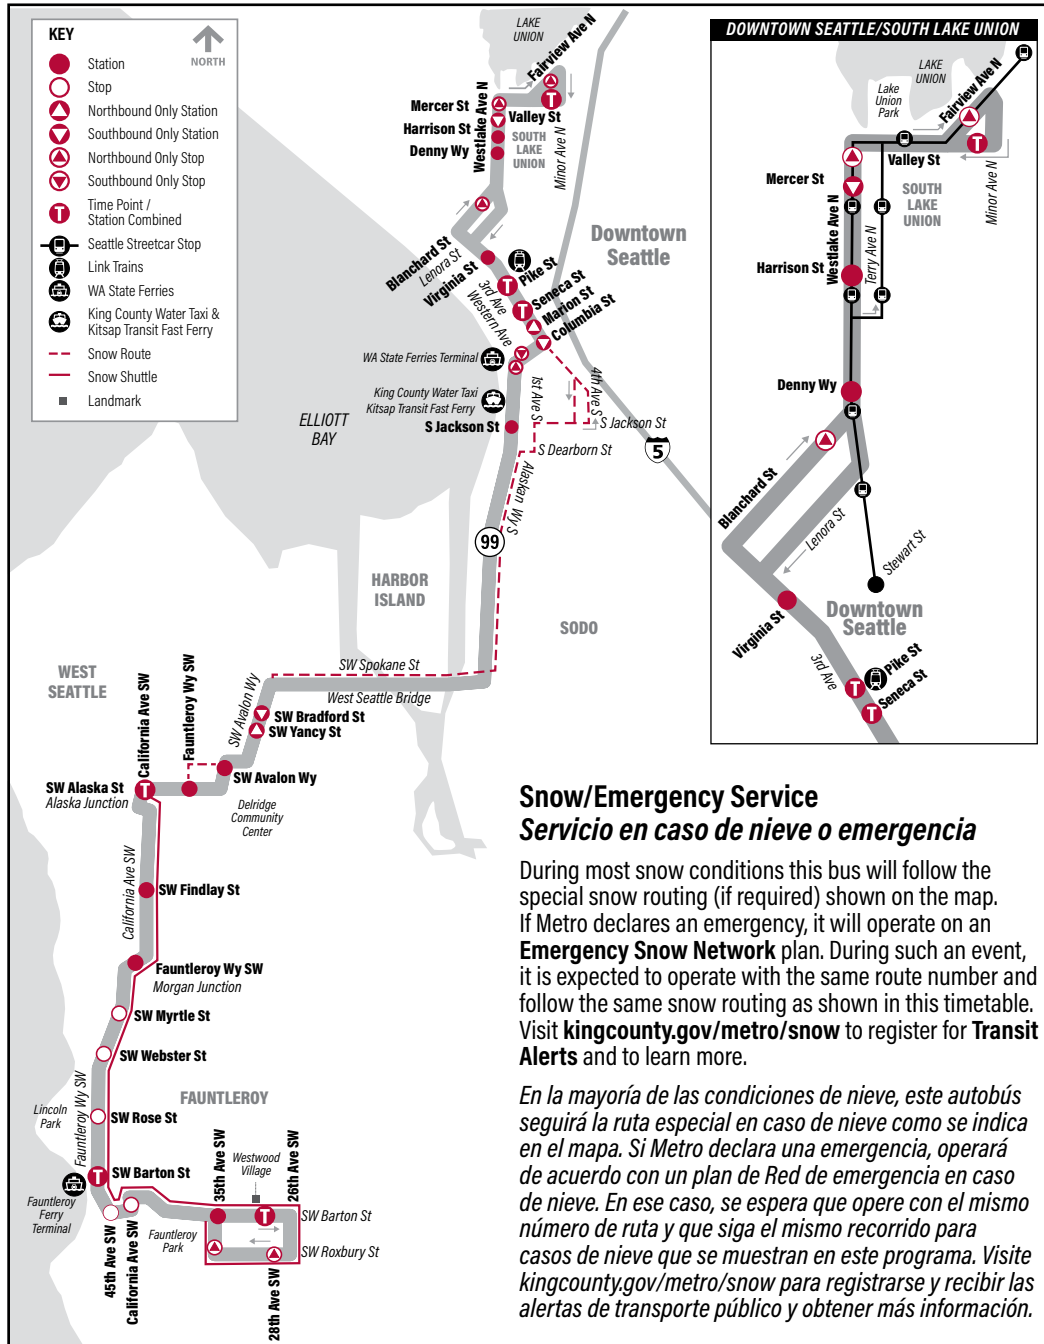 KEY
NORTH
Station
Stop
Northbound Only Station
Southbound Only Station
Northbound Only Stop
Southbound Only Stop
T
Time Point /
Station Combined
Seattle Streetcar Stop
Link Trains
WA State Ferries
King County Water Taxi &
Kitsap Transit Fast Ferry
Snow Route
Snow Shuttle
Landmark
LAKE
UNION
Fairview Ave N
Mercer St
Westlake Ave N
T
Valley St
Harrison St
SOUTH
LAKE
UNION
Denny Wy
Minor Ave N
Blanchard St
Lenora St
Virginia St
Downtown
Seattle
T
Pike St
3rd Ave
T
Seneca St
Marion St
Western Ave
Columbia St
WA State Ferries Terminal
King County Water Taxi
Kitsap Transit Fast Ferry
1st Ave S
4th Ave S
S Jackson St
S Jackson St
ELLIOTT
BAY
S Dearborn St
5
Alaskan Wy S
99
HARBOR
ISLAND
SODO
WEST
SEATTLE
SW Spokane St
West Seattle Bridge
California Ave SW
Fauntleroy Wy SW
SW Avalon Wy
SW Bradford St
SW Yancy St
SW Avalon Wy
SW Alaska St
T
Alaska Junction
Delridge
Community
Center
California Ave SW
SW Findlay St
Fauntleroy Wy SW
Morgan Junction
SW Myrtle St
SW Webster St
Fauntleroy Wy SW
FAUNTLEROY
Lincoln
Park
SW Rose St
SW Barton St
T
Fauntleroy
Ferry
Terminal
45th Ave SW
California Ave SW
Fauntleroy
Park
35th Ave SW
Westwood
Village
26th Ave SW
T
SW Barton St
SW Roxbury St
28th Ave SW
DOWNTOWN SEATTLE/SOUTH LAKE UNION
LAKE
UNION
Lake
Union
Park
Fairview Ave N
T
Valley St
Mercer St
SOUTH
LAKE
UNION
Minor Ave N
Westlake Ave N
Terry Ave N
Harrison St
Denny Wy
Blanchard St
Lenora St
Stewart St
Virginia St
Downtown
Seattle
3rd Ave
T
Pike St
T
Seneca St
Snow/Emergency Service
Servicio en caso de nieve o emergencia
During most snow conditions this bus will follow the
special snow routing (if required) shown on the map.
If Metro declares an emergency, it will operate on an
Emergency Snow Network plan. During such an event,
it is expected to operate with the same route number and
follow the same snow routing as shown in this timetable.
Visit kingcounty.gov/metro/snow to register for Transit
Alerts and to learn more.
En la mayoría de las condiciones de nieve, este autobús
seguirá la ruta especial en caso de nieve como se indica
en el mapa. Si Metro declara una emergencia, operará
de acuerdo con un plan de Red de emergencia en caso
de nieve. En ese caso, se espera que opere con el mismo
número de ruta y que siga el mismo recorrido para
casos de nieve que se muestran en este programa. Visite
kingcounty.gov/metro/snow para registrarse y recibir las
alertas de transporte público y obtener más información.